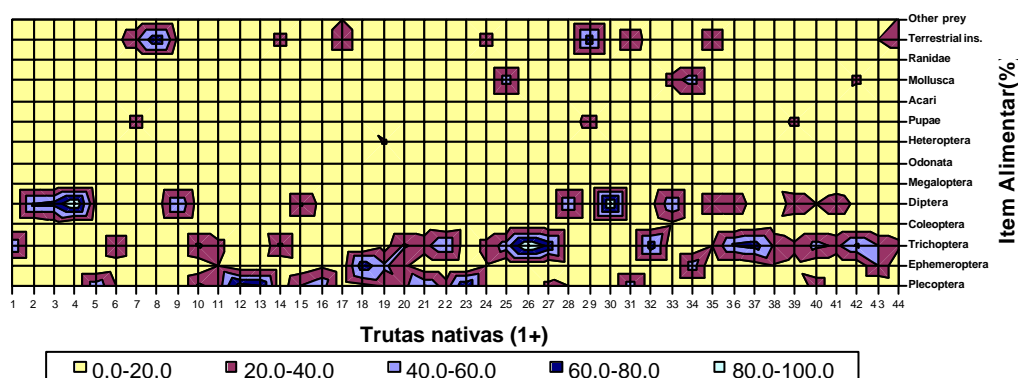 Other prey
Terrestrial ins.
Ranidae
Mollusca
Acari
Pupae
Heteroptera
Odonata
Megaloptera
Diptera
Coleoptera
Trichoptera
Ephemeroptera
Plecoptera
Item Alimentar(%)
1 2 3 4 5 6 7 8 9 10 11 12 13 14 15 16 17 18 19 20 21 22 23 24 25 26 27 28 29 30 31 32 33 34 35 36 37 38 39 40 41 42 43 44
Trutas nativas (1+)
0.0-20.0 20.0-40.0 40.0-60.0 60.0-80.0 80.0-100.0